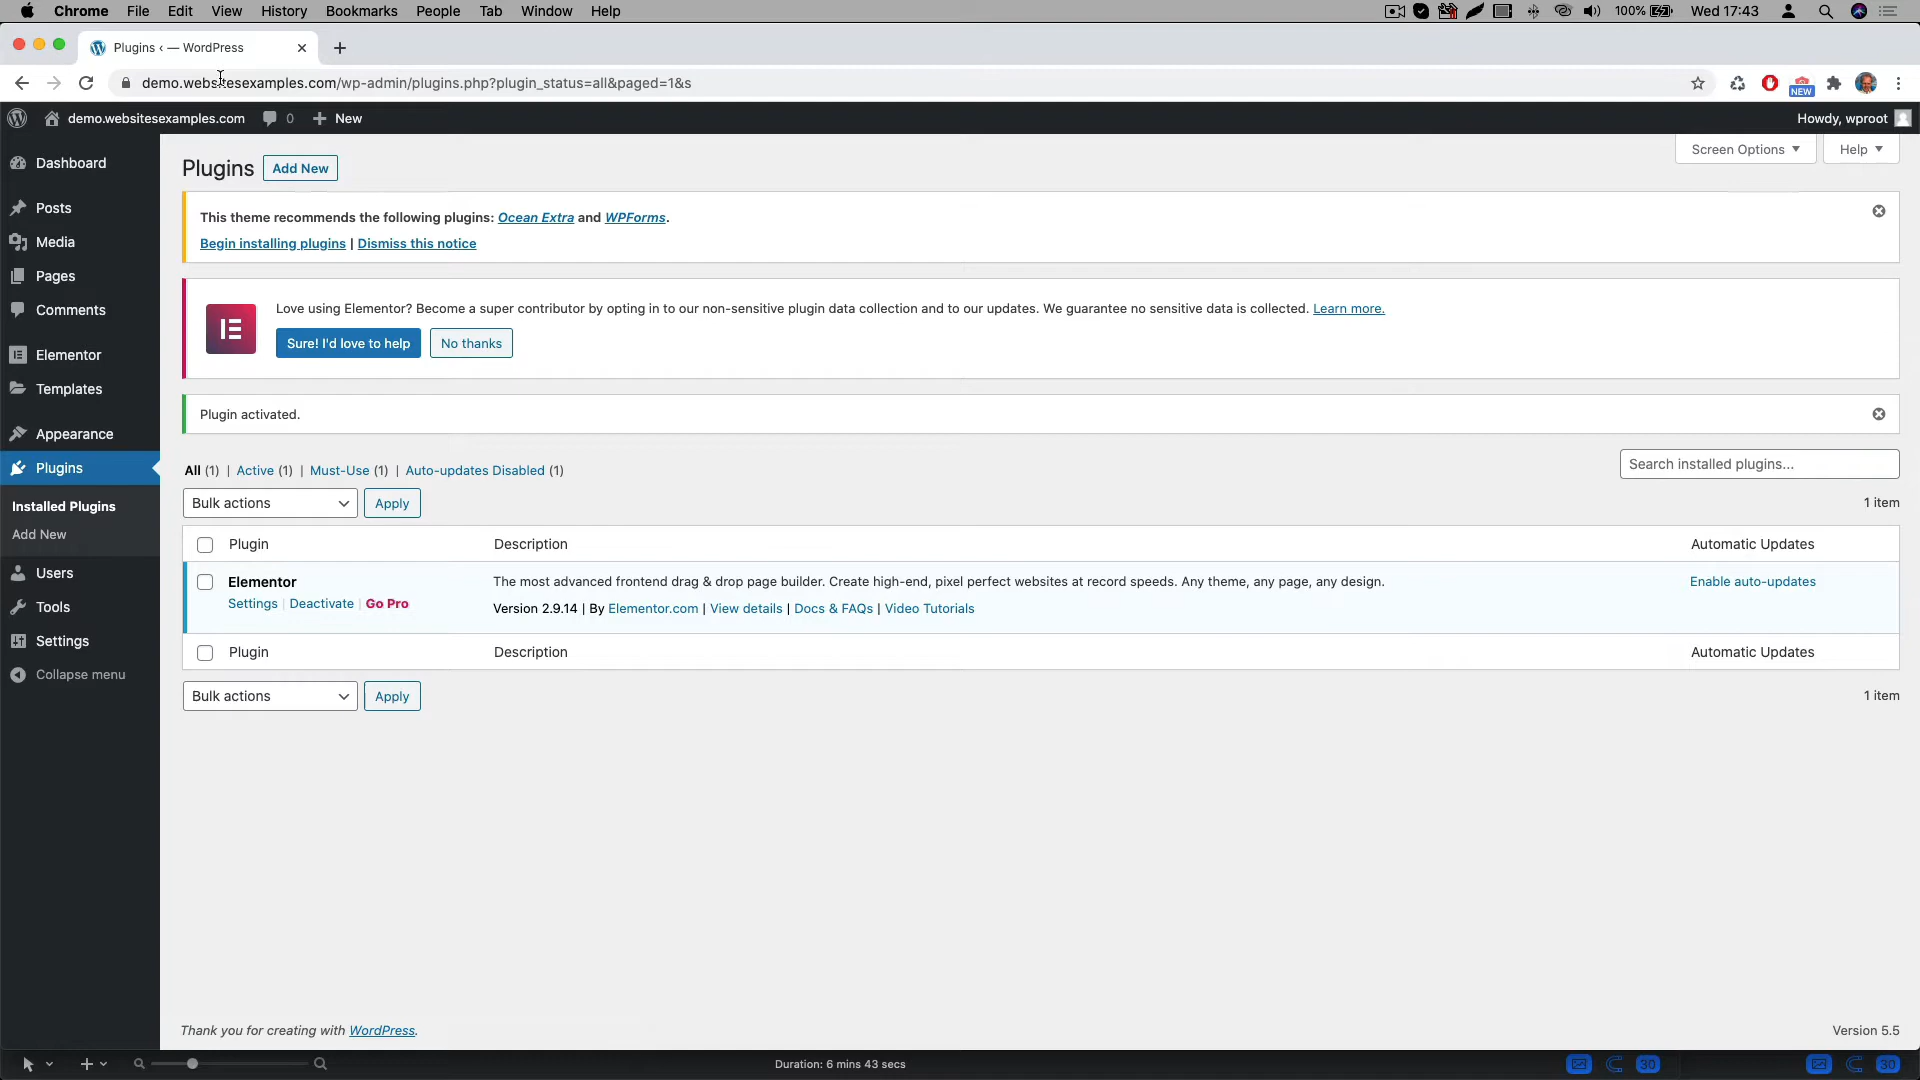 Chrome File Edit View History Bookmarks People Tab Window Help 100% Wed 17:43
Plugins ‹ — WordPress
demo.websitesexamples.com/wp-admin/plugins.php?plugin_status=all&paged=1&s
NEW
demo.websitesexamples.com 0 New Howdy, wproot
Dashboard
Posts
Media
Pages
Comments
Elementor
Templates
Appearance
Plugins
Installed Plugins
Add New
Users
Tools
Settings
Collapse menu
Screen Options Help
Plugins Add New
This theme recommends the following plugins: Ocean Extra and WPForms.
Begin installing plugins | Dismiss this notice
Love using Elementor? Become a super contributor by opting in to our non-sensitive plugin data collection and to our updates. We guarantee no sensitive data is collected. Learn more.
Sure! I'd love to help No thanks
Plugin activated.
All (1) | Active (1) | Must-Use (1) | Auto-updates Disabled (1)
Search installed plugins...
Bulk actions Apply 1 item
Plugin Description Automatic Updates
Elementor The most advanced frontend drag & drop page builder. Create high-end, pixel perfect websites at record speeds. Any theme, any page, any design. Enable auto-updates
Settings | Deactivate | Go Pro Version 2.9.14 | By Elementor.com | View details | Docs & FAQs | Video Tutorials
Plugin Description Automatic Updates
Bulk actions Apply 1 item
Thank you for creating with WordPress. Version 5.5
Duration: 6 mins 43 secs 30 30